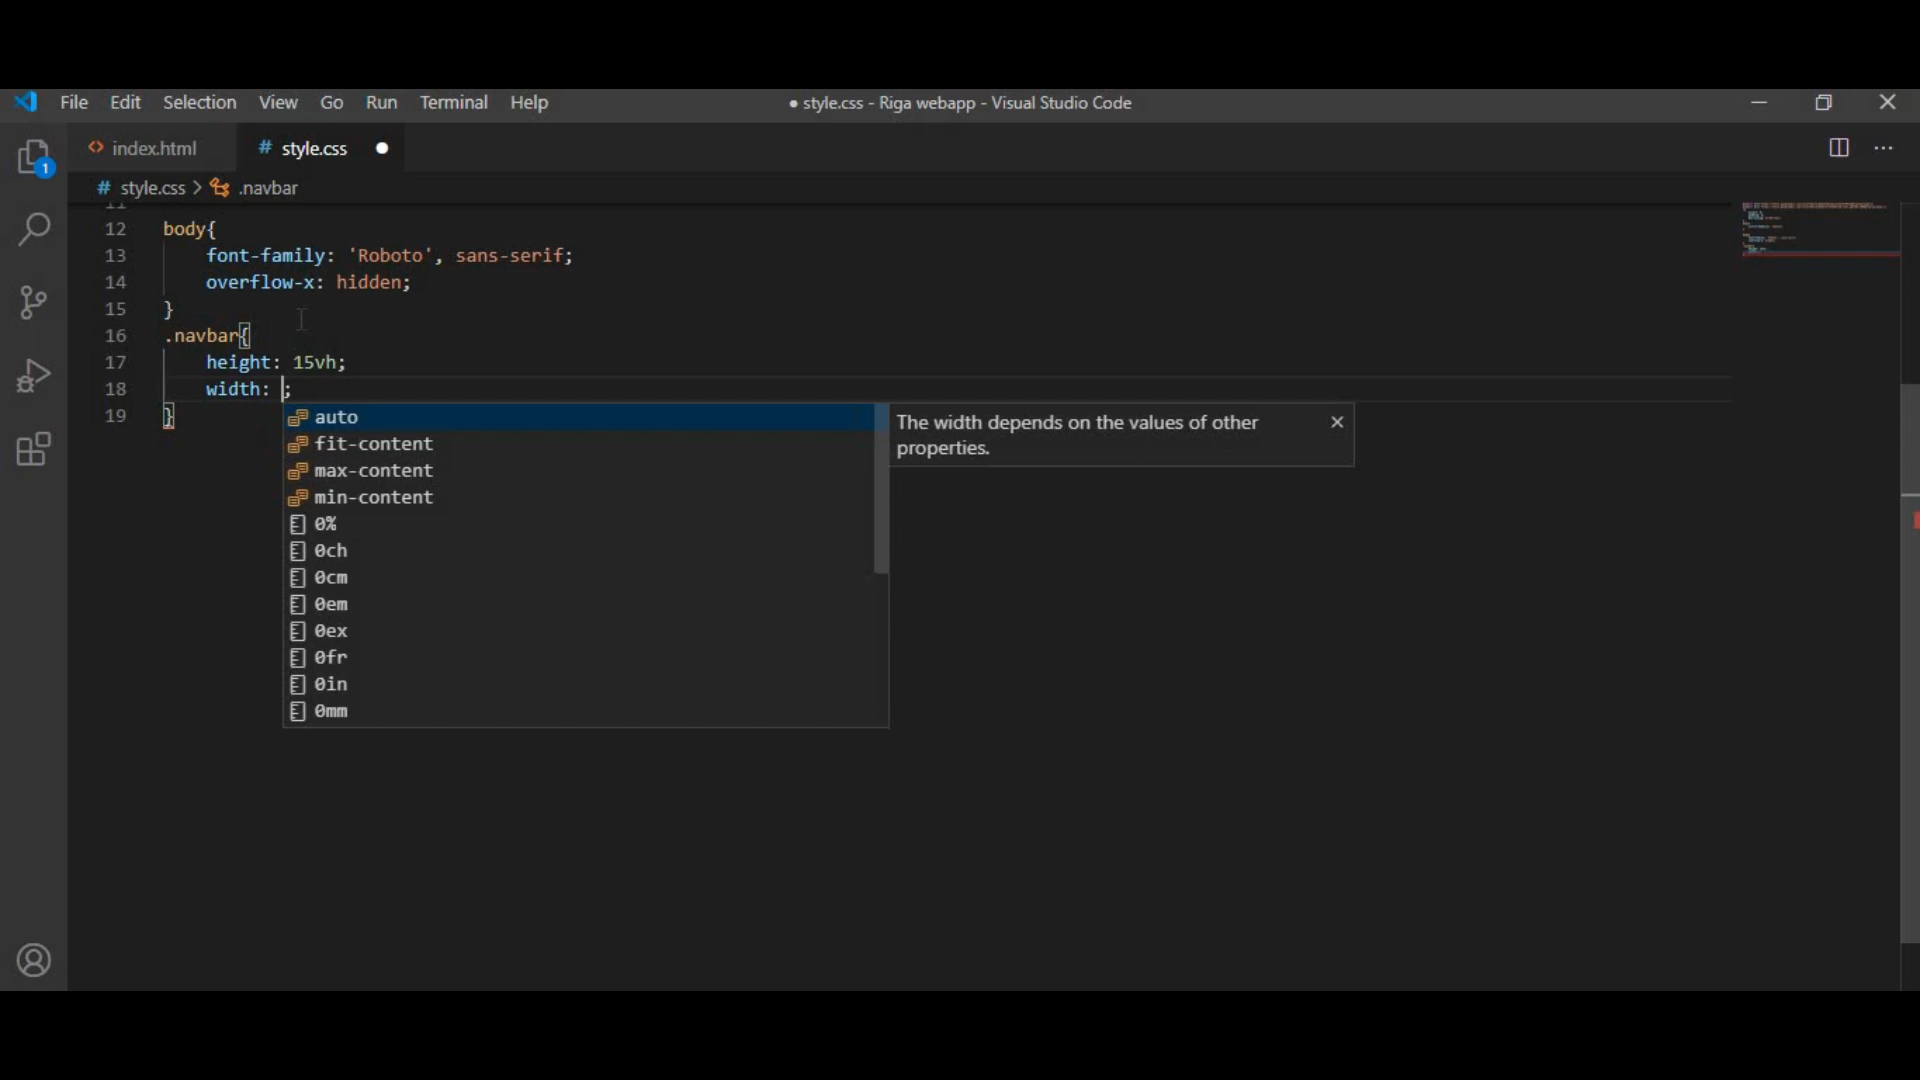 File Edit Selection View Go Run Terminal Help ● style.css - Riga webapp - Visual Studio Code
index.html # style.css ●
# style.css > .navbar
1
11
12 body{
13 font-family: 'Roboto', sans-serif;
14 overflow-x: hidden;
15 }
16 .navbar{
17 height: 15vh;
18 width: ;
19 }
auto
fit-content
max-content
min-content
0%
0ch
0cm
0em
0ex
0fr
0in
0mm
The width depends on the values of other
properties.